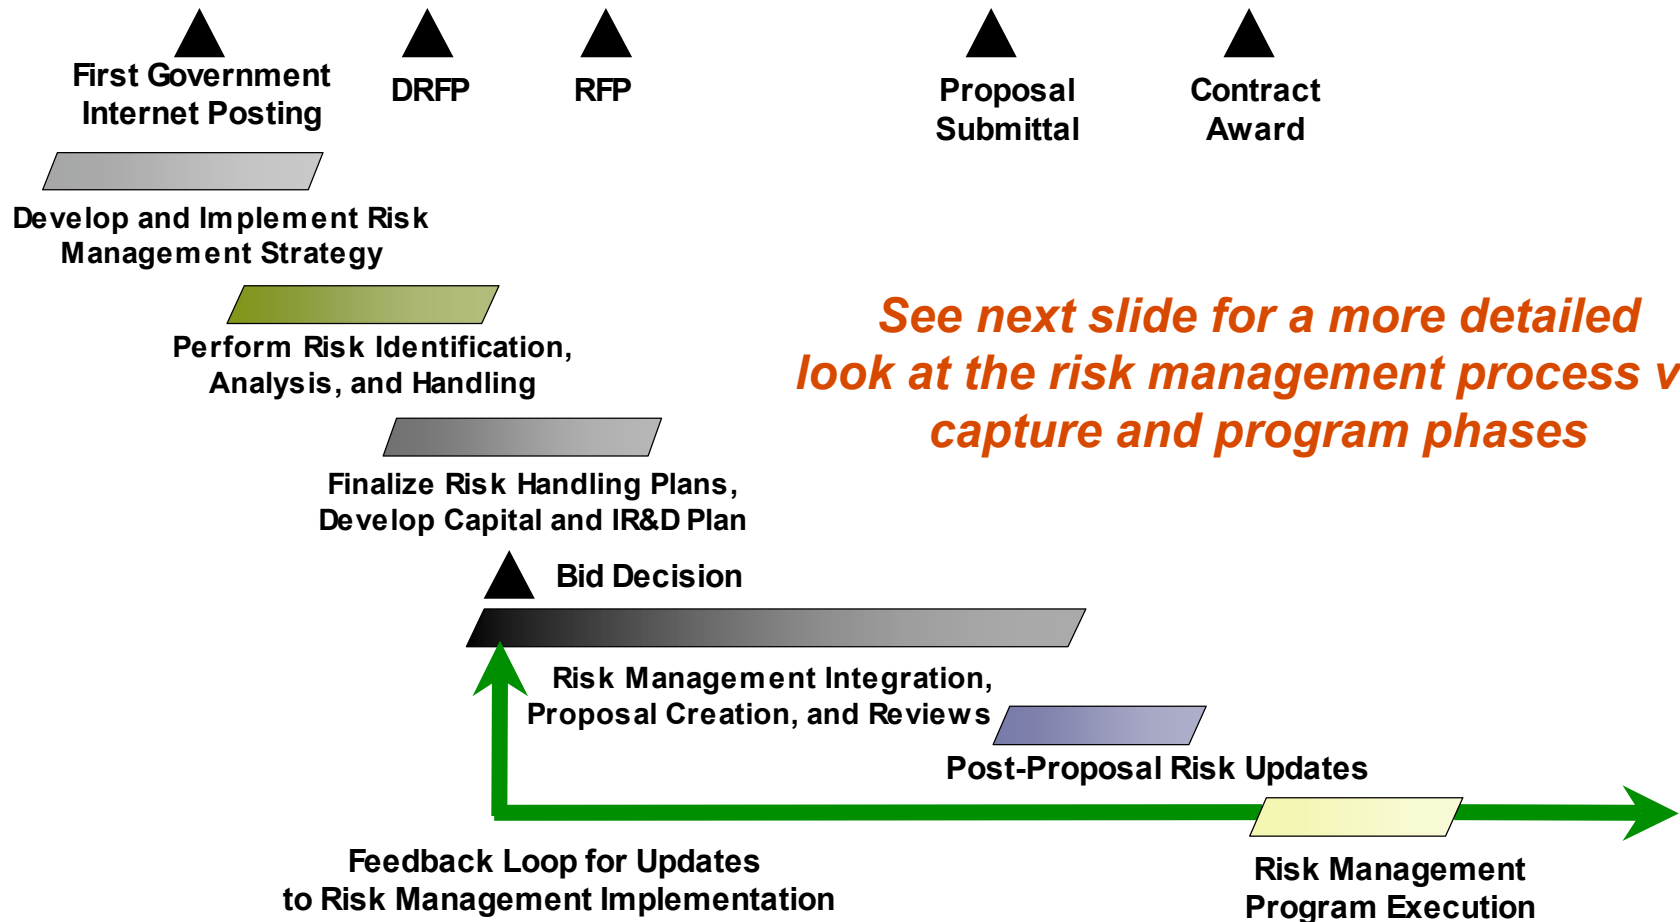 First Government
Internet Posting
DRFP
RFP
Proposal
Submittal
Contract
Award
Develop and Implement Risk
Management Strategy
Perform Risk Identification,
Analysis, and Handling
See next slide for a more detailed
look at the risk management process
capture and program phases
Finalize Risk Handling Plans,
Develop Capital and IR&D Plan
Bid Decision
Risk Management Integration,
Proposal Creation, and Reviews
Post-Proposal Risk Updates
Feedback Loop for Updates
to Risk Management Implementation
Risk Management
Program Execution